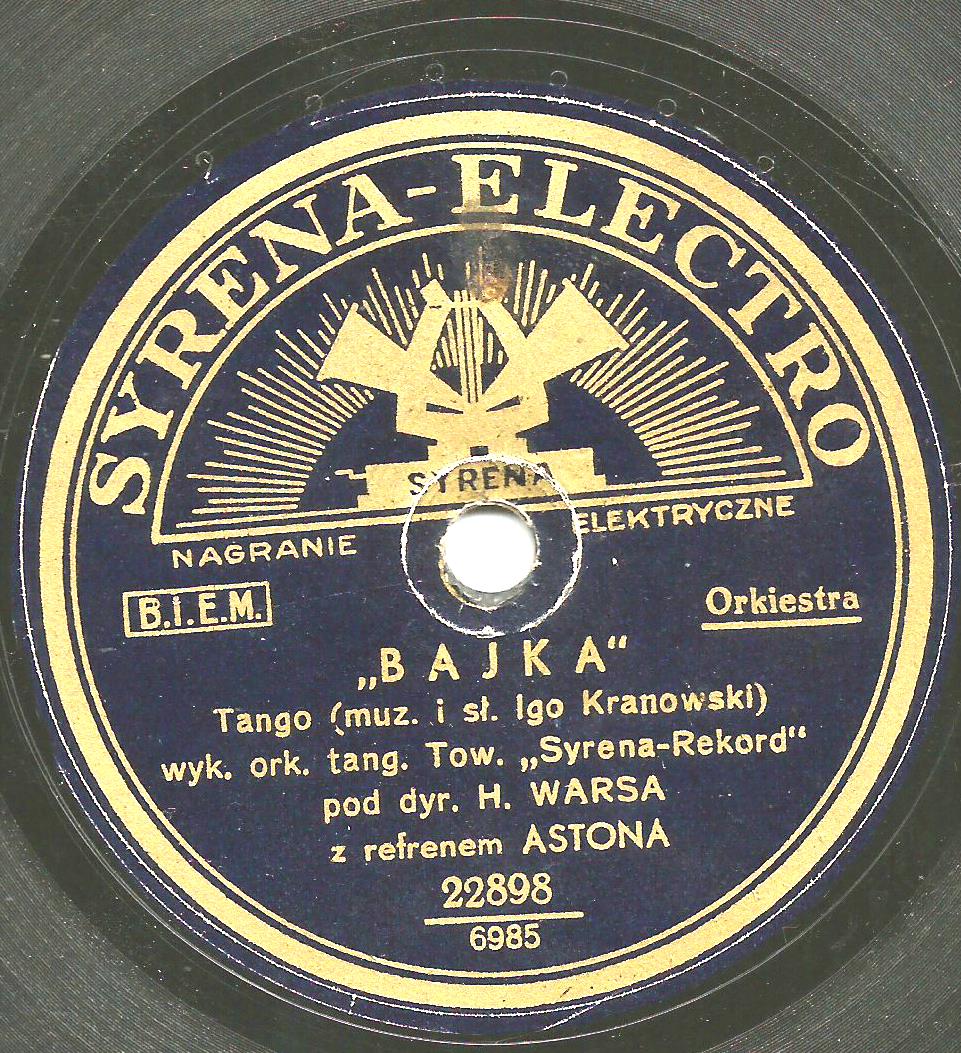 SYRENA-ELECTRO
SYRENA
NAGRANIE ELEKTRYCZNE
B.I.E.M.
Orkiestra
„BAJKA“
Tango (muz. i sł. Igo Kranowski)
wyk. ork. tang. Tow. „Syrena-Rekord“
pod dyr. H. WARSA
z refrenem ASTONA
22898
6985